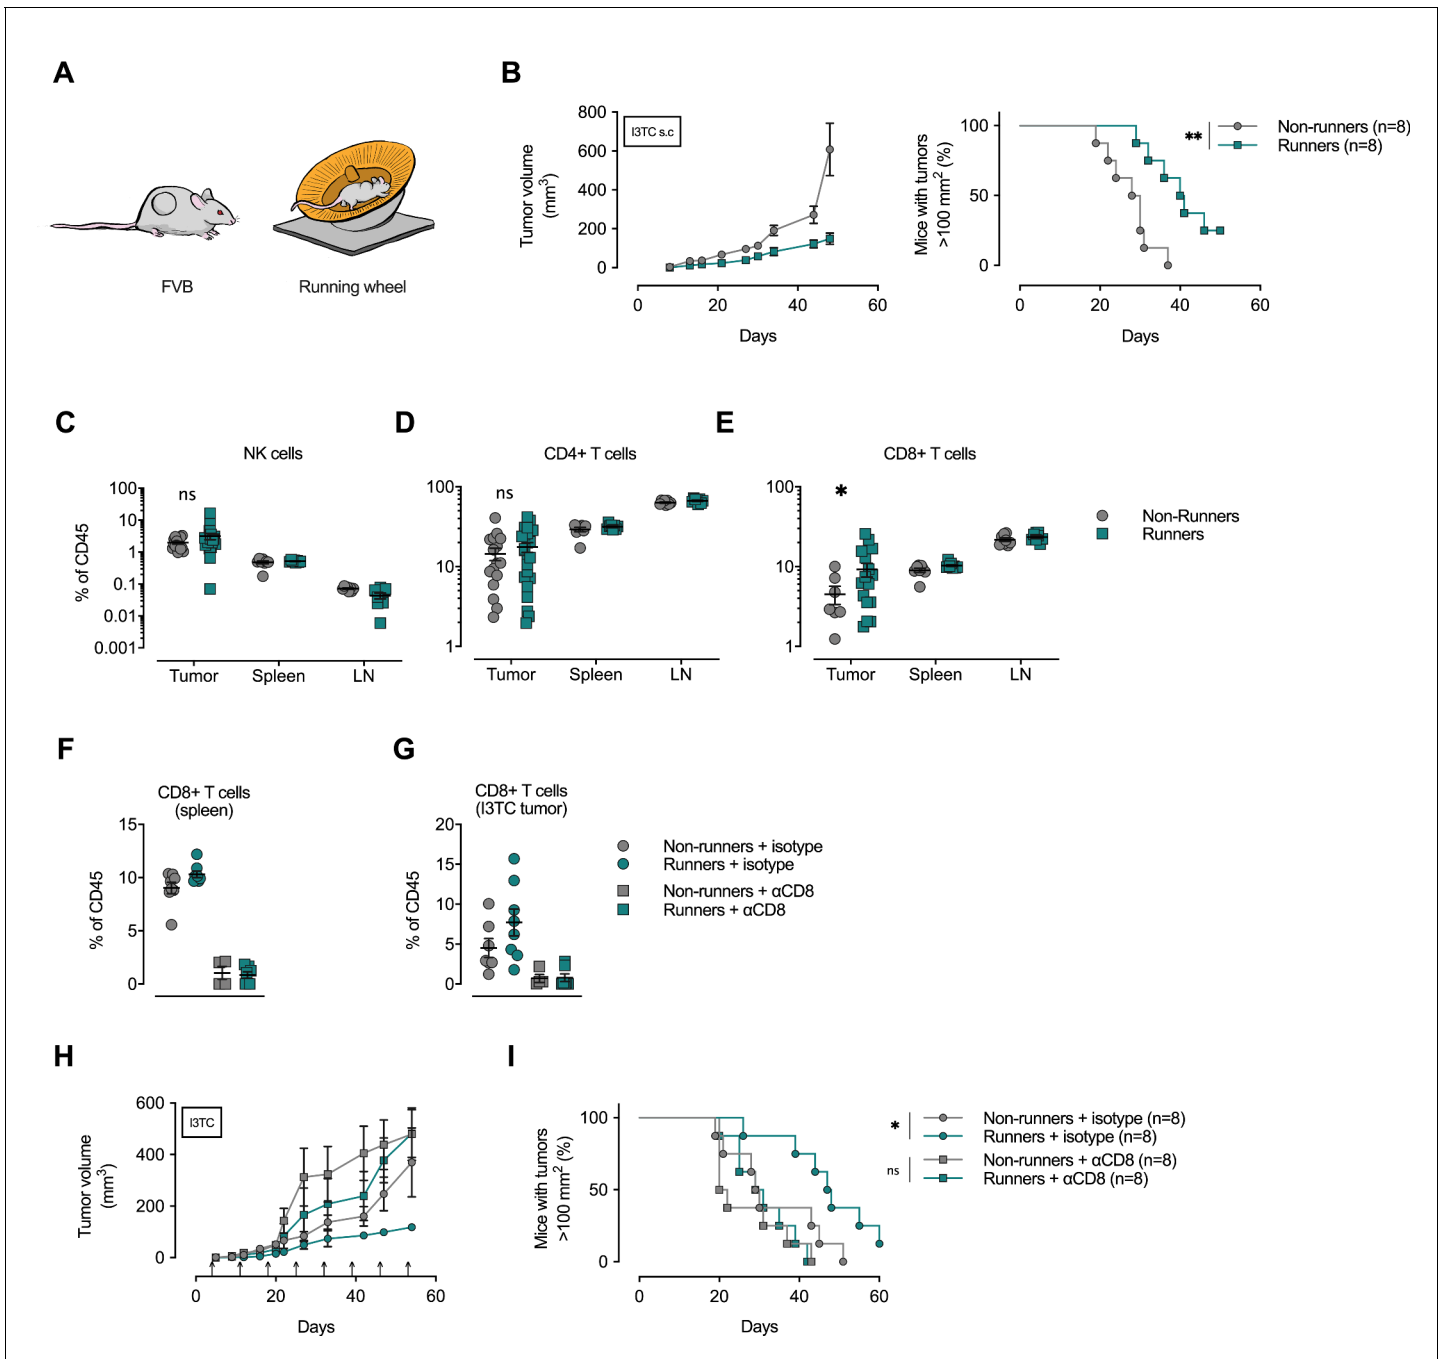 A
FVB
Running wheel
B
I3TC s.c
Tumor volume
(mm3)
800
600
400
200
0
0
20
40
60
Days
Mice with tumors
>100 mm2 (%)
100
50
0
0
20
40
60
Days
**
Non-runners (n=8)
Runners (n=8)
C
NK cells
% of CD45
100
10
1
0.1
0.01
0.001
ns
Tumor
Spleen
LN
D
CD4+ T cells
100
10
1
ns
Tumor
Spleen
LN
E
CD8+ T cells
100
10
1
*
Tumor
Spleen
LN
Non-Runners
Runners
F
CD8+ T cells
(spleen)
% of CD45
15
10
5
0
G
CD8+ T cells
(I3TC tumor)
% of CD45
20
15
10
5
0
Non-runners + isotype
Runners + isotype
Non-runners + αCD8
Runners + αCD8
H
I3TC
Tumor volume
(mm3)
600
400
200
0
0
20
40
60
Days
I
Mice with tumors
>100 mm2 (%)
100
50
0
0
20
40
60
Days
*
Non-runners + isotype (n=8)
Runners + isotype (n=8)
ns
Non-runners + αCD8 (n=8)
Runners + αCD8 (n=8)